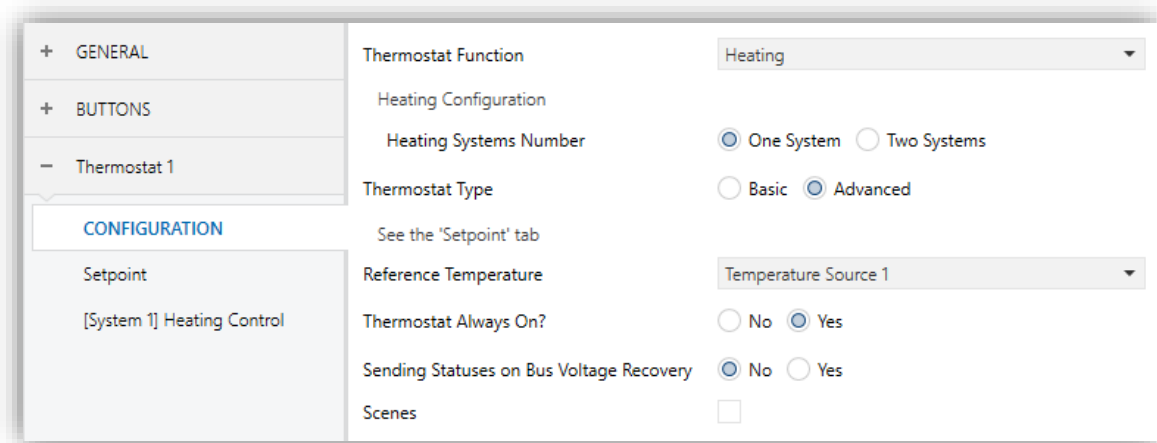 GENERAL
BUTTONS
Thermostat 1
CONFIGURATION
Setpoint
[System 1] Heating Control
Thermostat Function Heating
Heating Configuration
Heating Systems Number One System Two Systems
Thermostat Type Basic Advanced
See the 'Setpoint' tab
Reference Temperature Temperature Source 1
Thermostat Always On? No Yes
Sending Statuses on Bus Voltage Recovery No Yes
Scenes